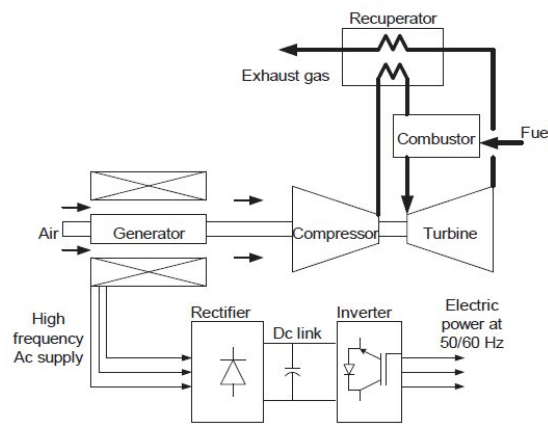 Recuperator
Exhaust gas
Combustor
Fue
Air
Generator
Compressor
Turbine
High
frequency
Ac supply
Rectifier
Dc link
Inverter
Electric
power at
50/60 Hz